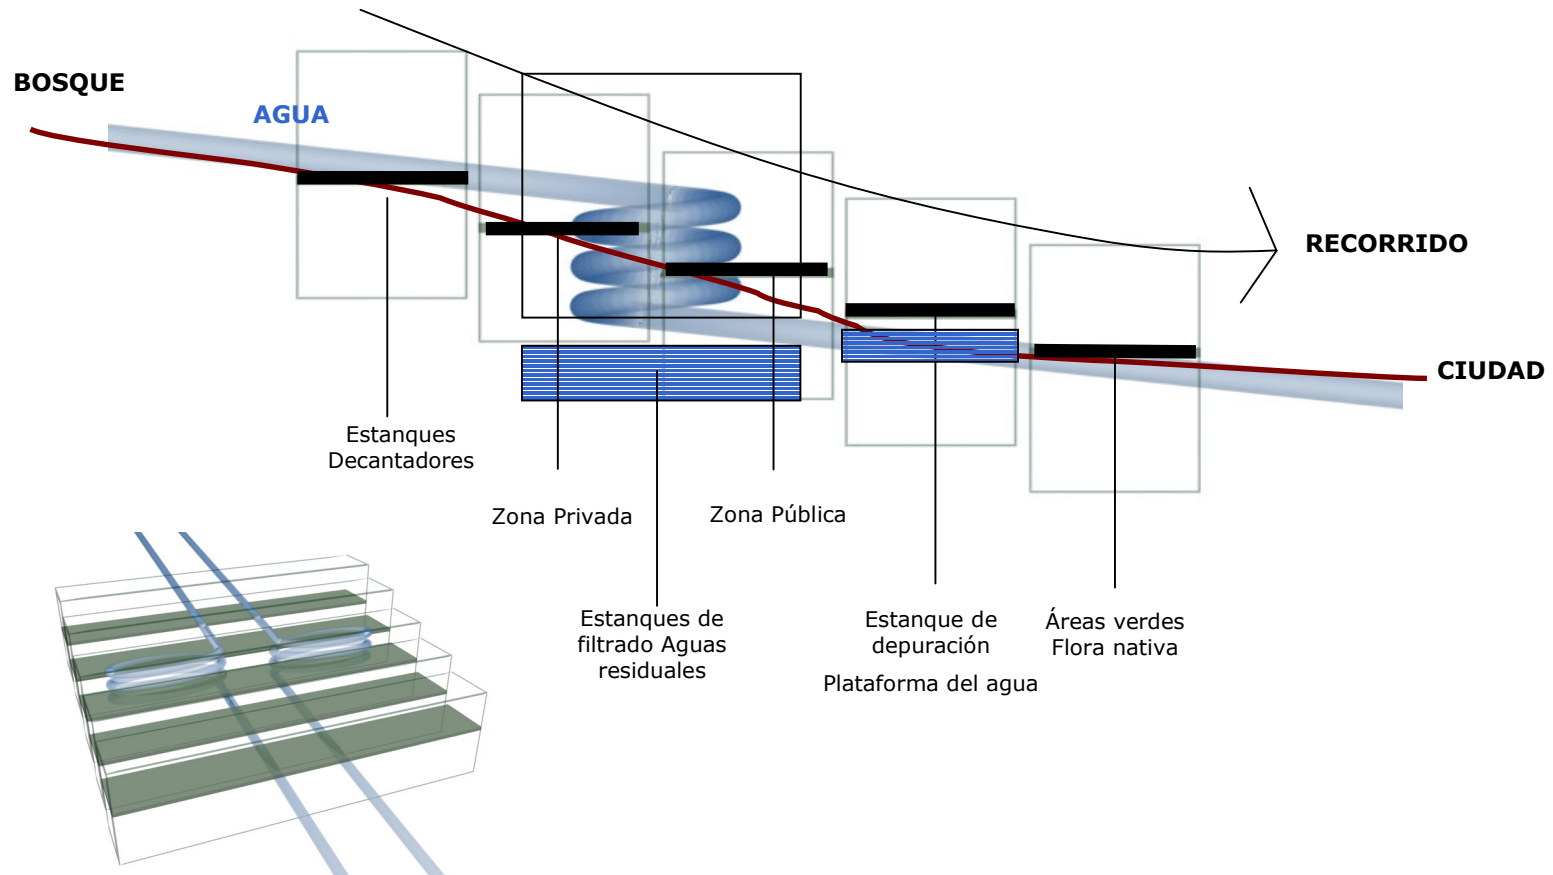 BOSQUE
AGUA
RECORRIDO
CIUDAD
Estanques
Decantadores
Zona Privada
Zona Pública
Estanques de
filtrado Aguas
residuales
Estanque de
depuración
Plataforma del agua
Áreas verdes
Flora nativa